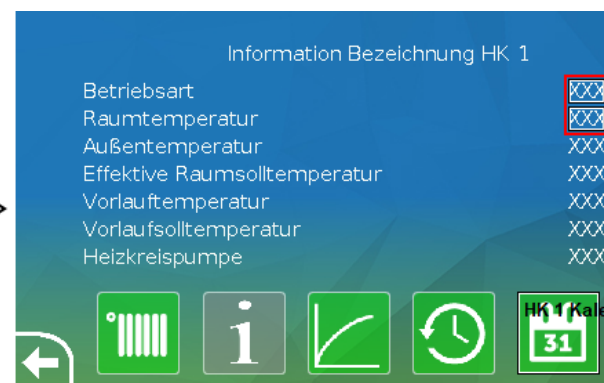 Information Bezeichnung HK 1
Betriebsart XXX
Raumtemperatur XXX
Außentemperatur XXX
Effektive Raumsolltemperatur XXX
Vorlauftemperatur XXX
Vorlaufsolltemperatur XXX
Heizkreispumpe XXX
HK 1 Kale
31